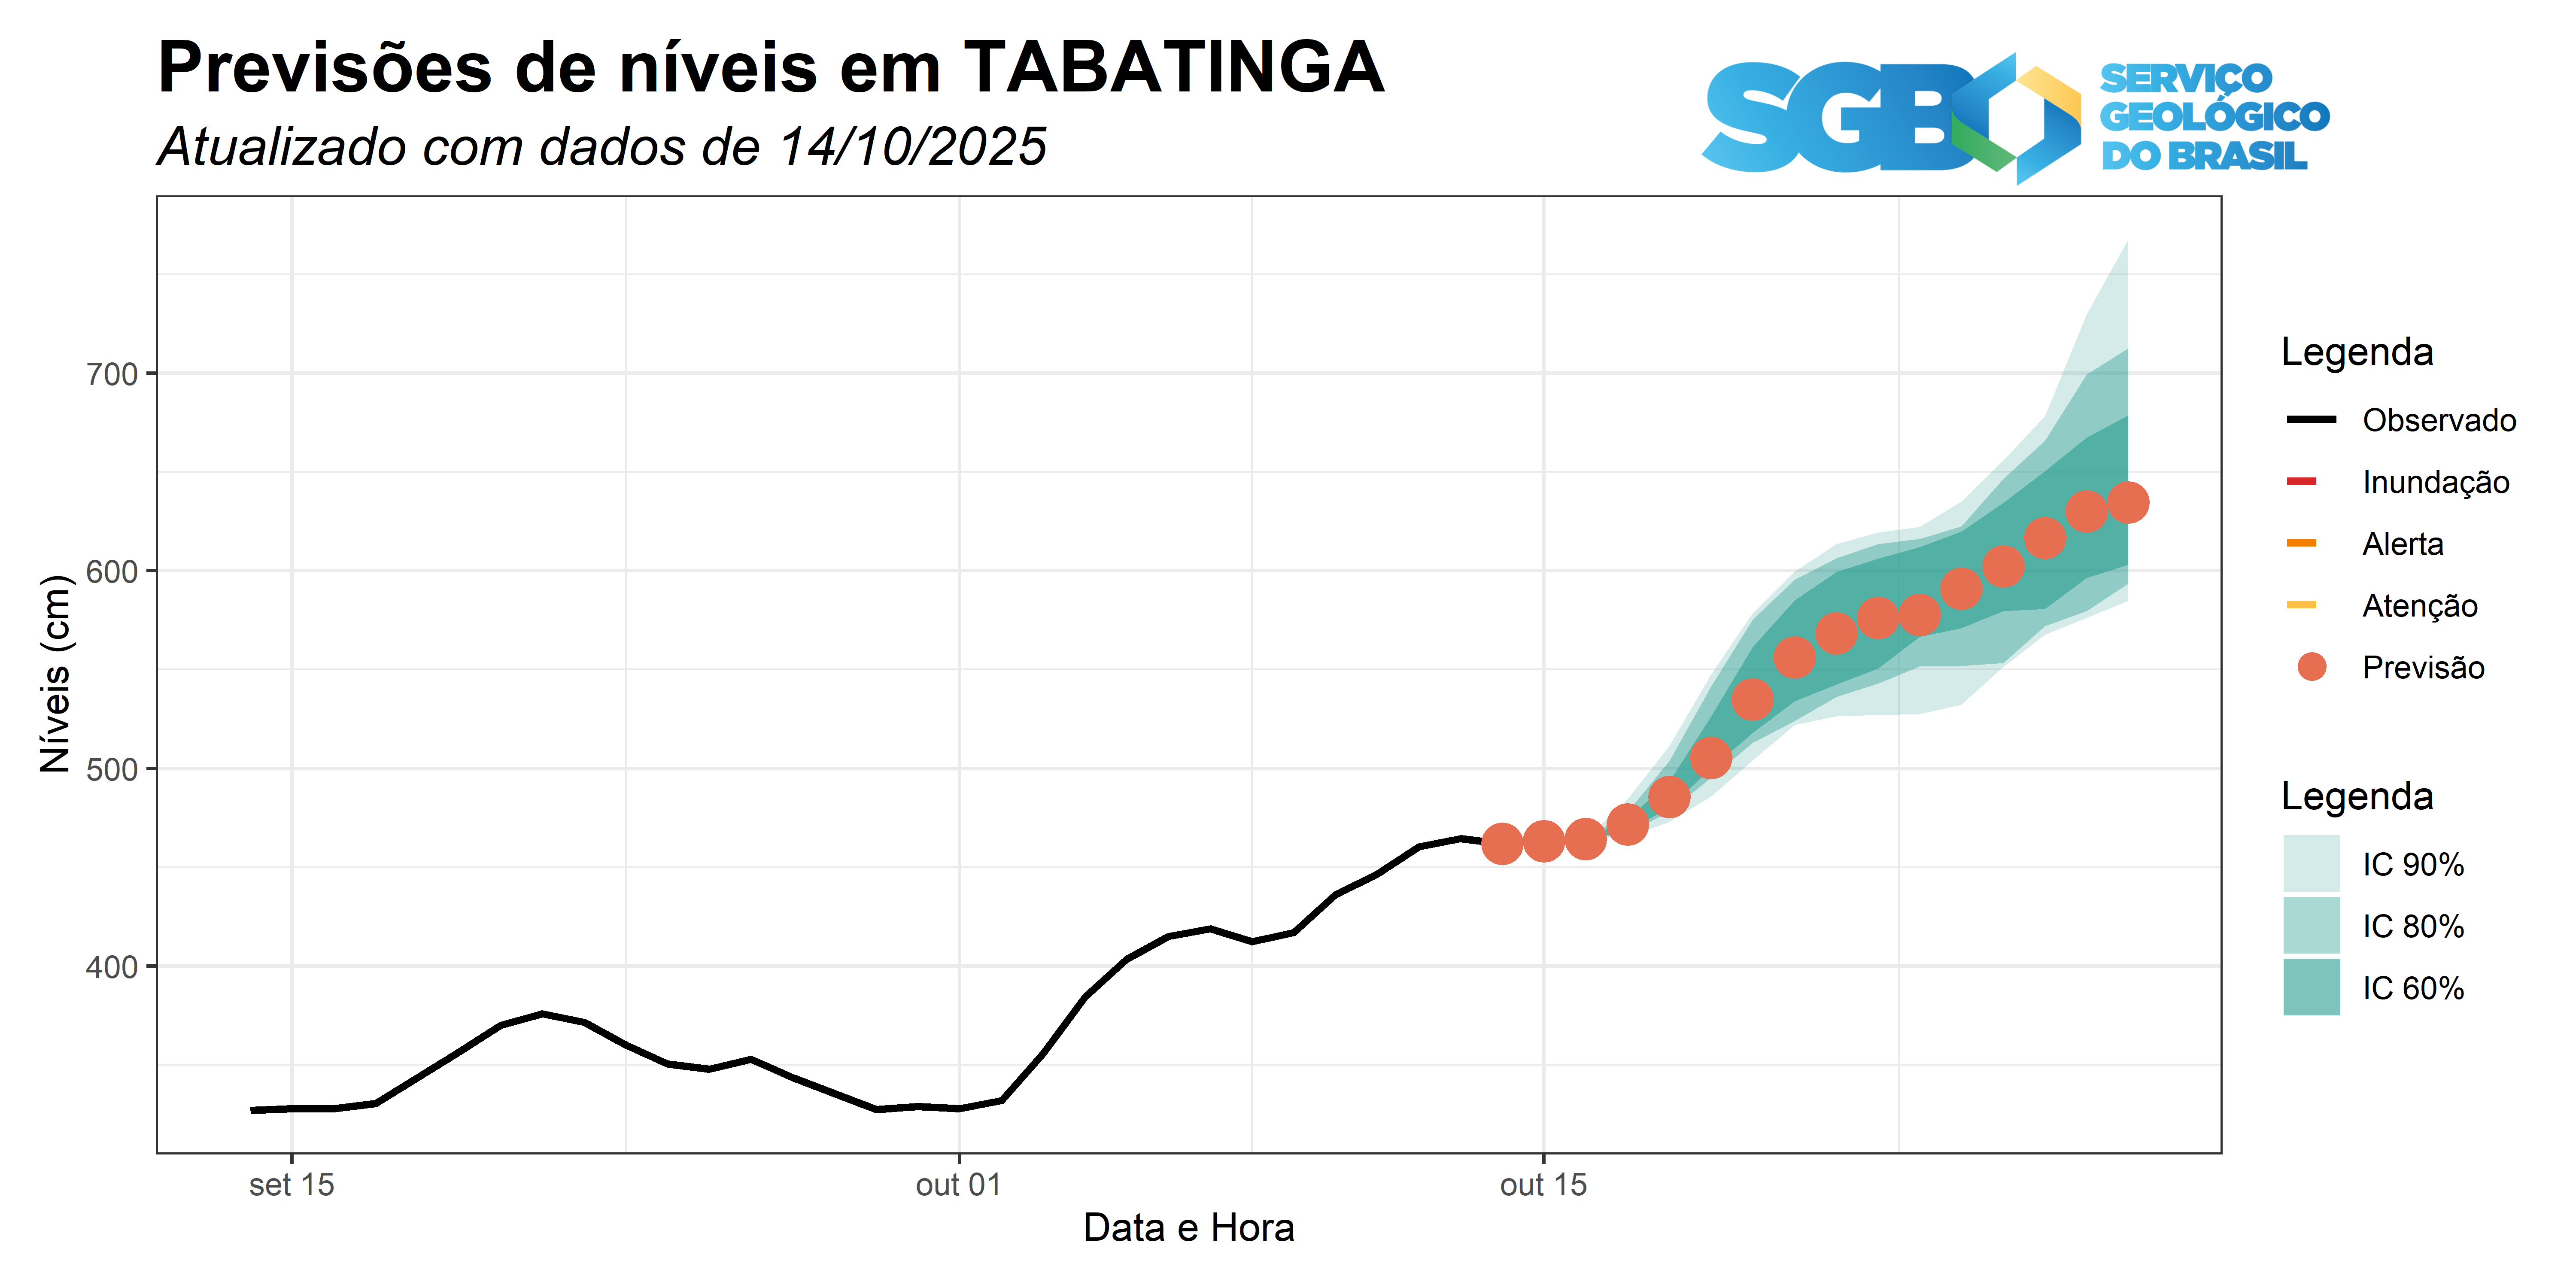 Previsões de níveis em TABATINGA
Atualizado com dados de 14/10/2025
SGB
SERVIÇO
GEOLÓGICO
DO BRASIL
Níveis (cm)
700
600
500
400
set 15
out 01
out 15
Data e Hora
Legenda
Observado
Inundação
Alerta
Atenção
Previsão
Legenda
IC 90%
IC 80%
IC 60%